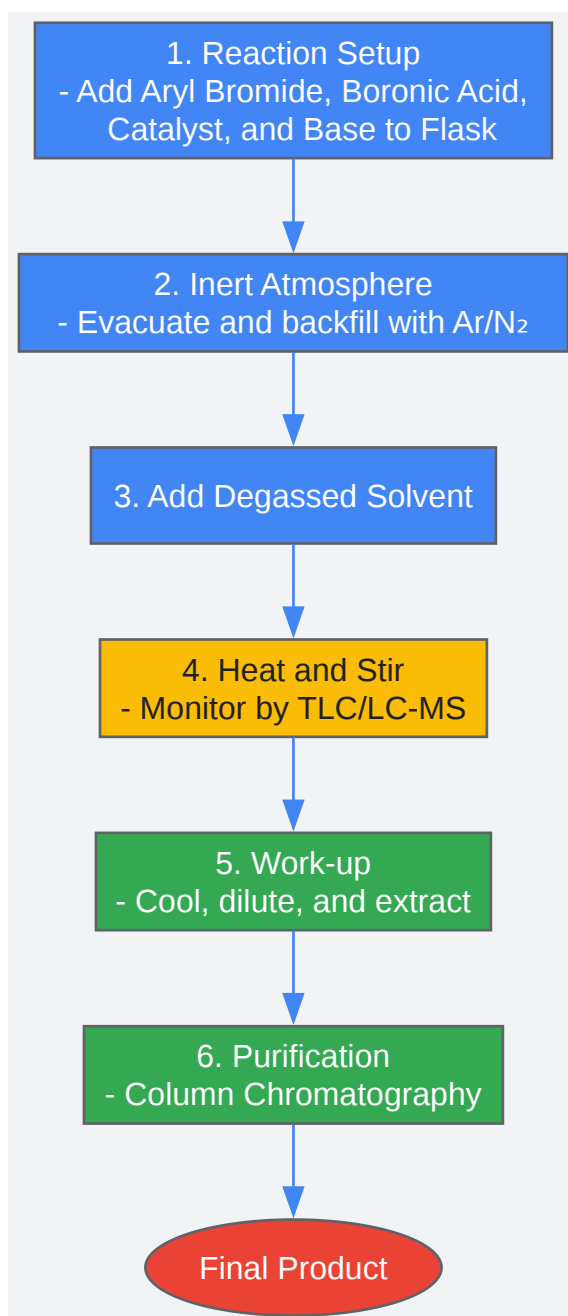 1. Reaction Setup
- Add Aryl Bromide, Boronic Acid,
Catalyst, and Base to Flask
2. Inert Atmosphere
- Evacuate and backfill with Ar/N₂
3. Add Degassed Solvent
4. Heat and Stir
- Monitor by TLC/LC-MS
5. Work-up
- Cool, dilute, and extract
6. Purification
- Column Chromatography
Final Product